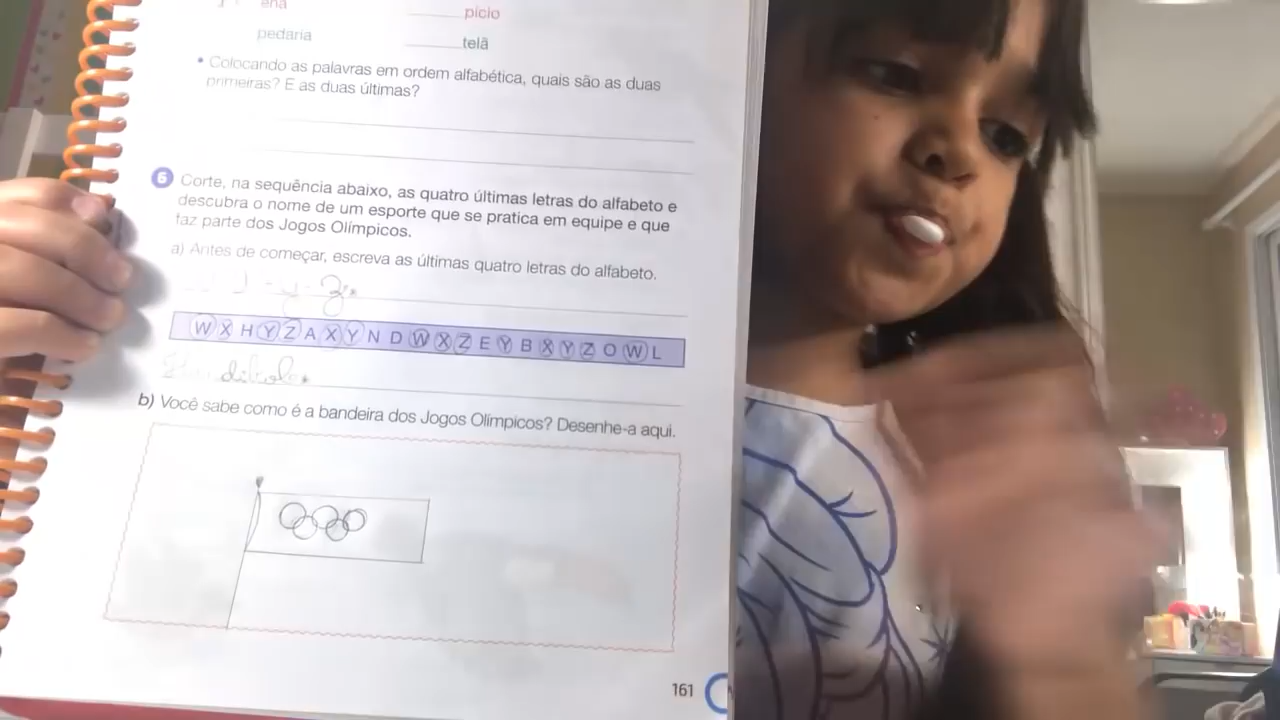 pício
pedaria ________telã
• Colocando as palavras em ordem alfabética, quais são as duas
primeiras? E as duas últimas?
6 Corte, na sequência abaixo, as quatro últimas letras do alfabeto e
descubra o nome de um esporte que se pratica em equipe e que
faz parte dos Jogos Olímpicos.
a) Antes de começar, escreva as últimas quatro letras do alfabeto.
y z
W X H Y Z A X Y N D W X Z E Y B X Y Z O W L
b) Você sabe como é a bandeira dos Jogos Olímpicos? Desenhe-a aqui.
161